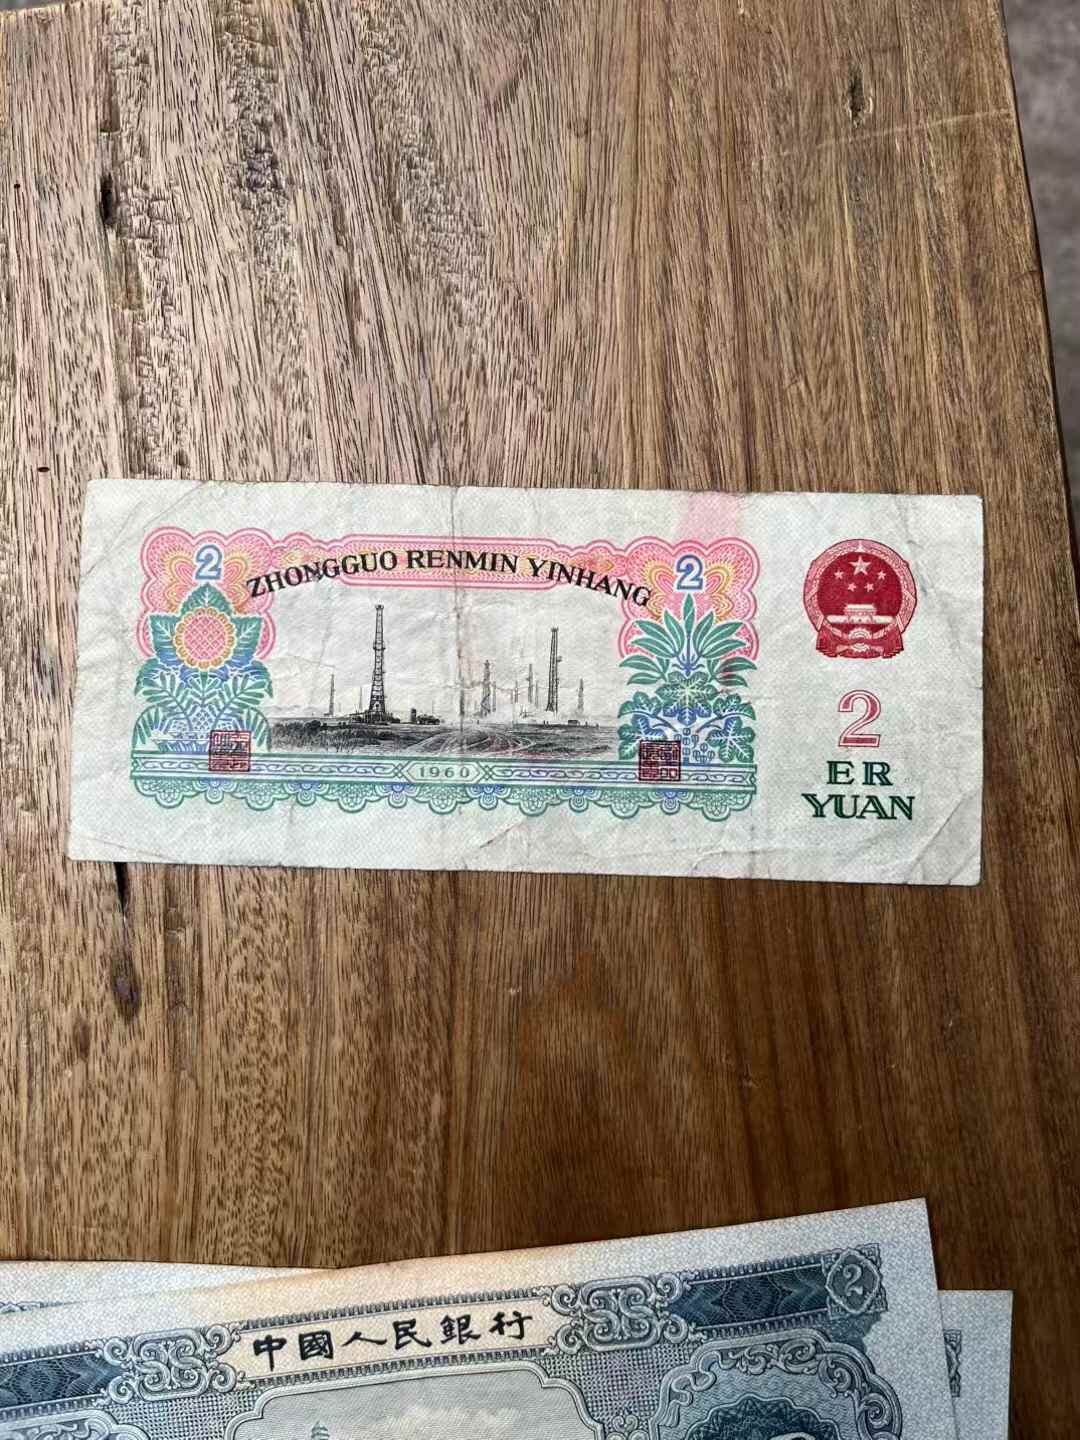 2
2
ZHONGGUO RENMIN YINHANG
1960
2
ER
YUAN
中國人民銀行
2